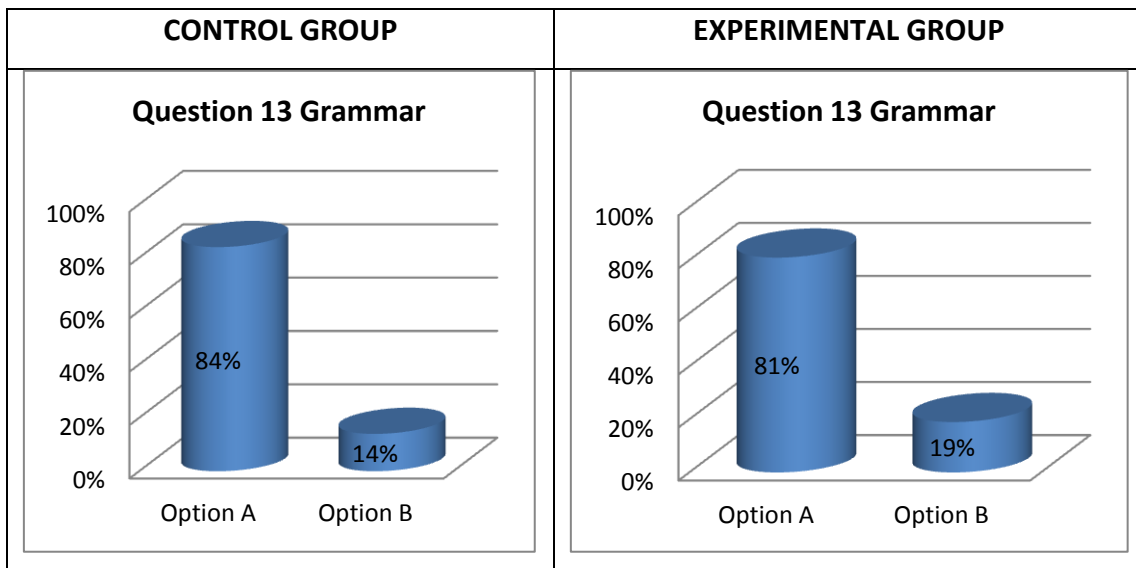 CONTROL GROUP
EXPERIMENTAL GROUP
Question 13 Grammar
100%
80%
60%
40%
20%
0%
84%
14%
Option A
Option B
Question 13 Grammar
100%
80%
60%
40%
20%
0%
81%
19%
Option A
Option B